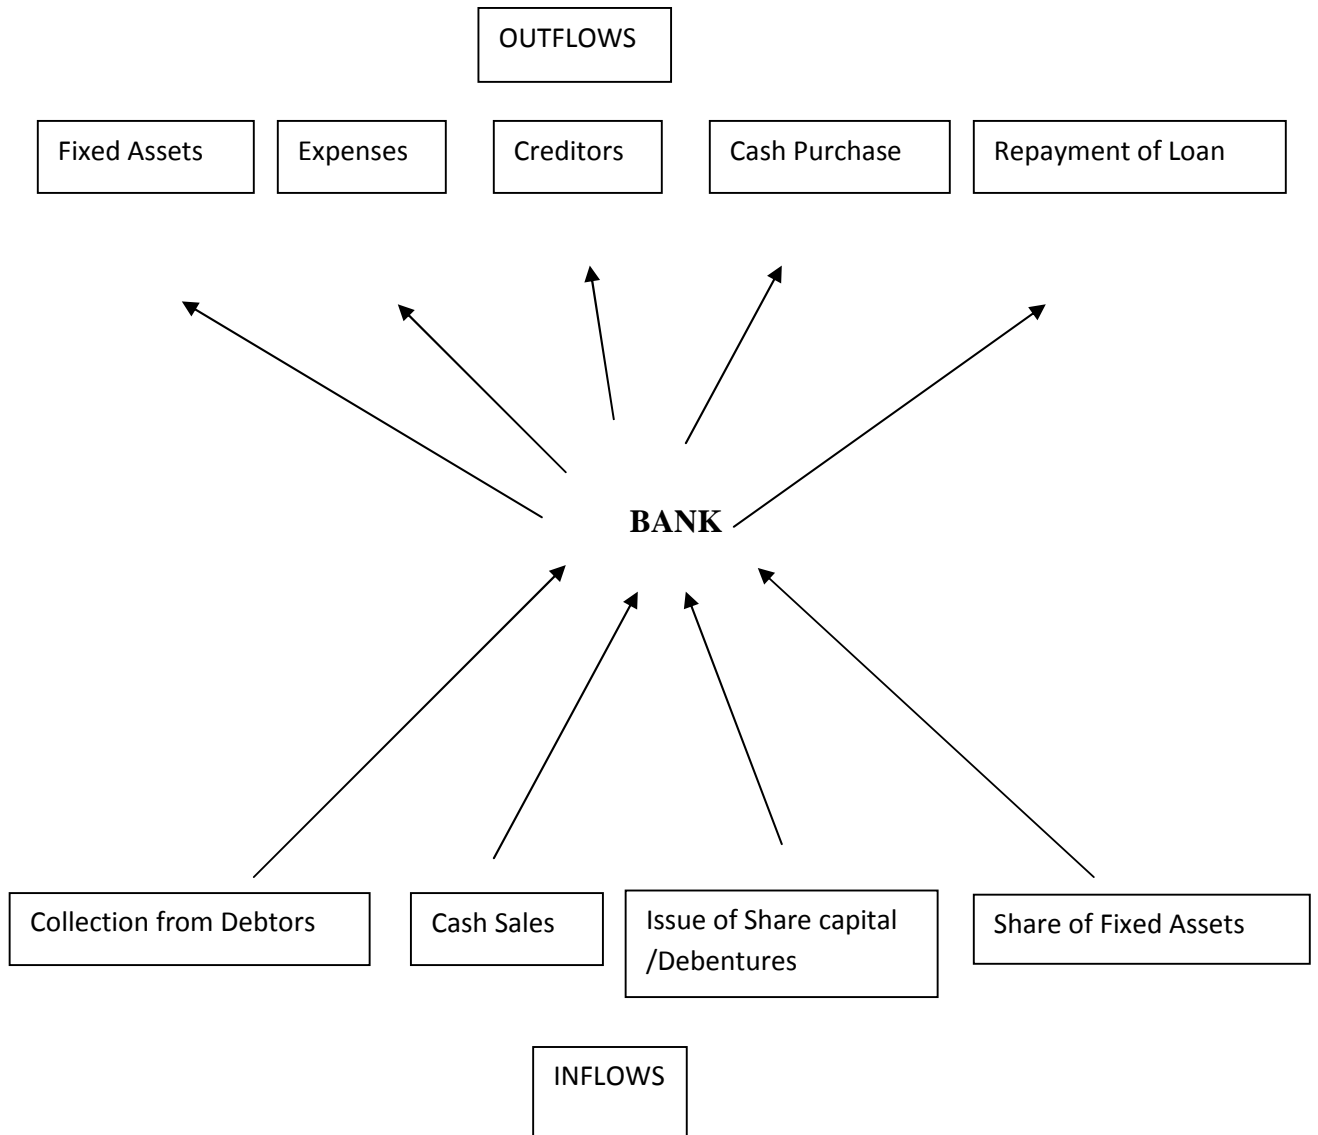 OUTFLOWS
Fixed Assets
Expenses
Creditors
Cash Purchase
Repayment of Loan
BANK
Collection from Debtors
Cash Sales
Issue of Share capital
/Debentures
Share of Fixed Assets
INFLOWS